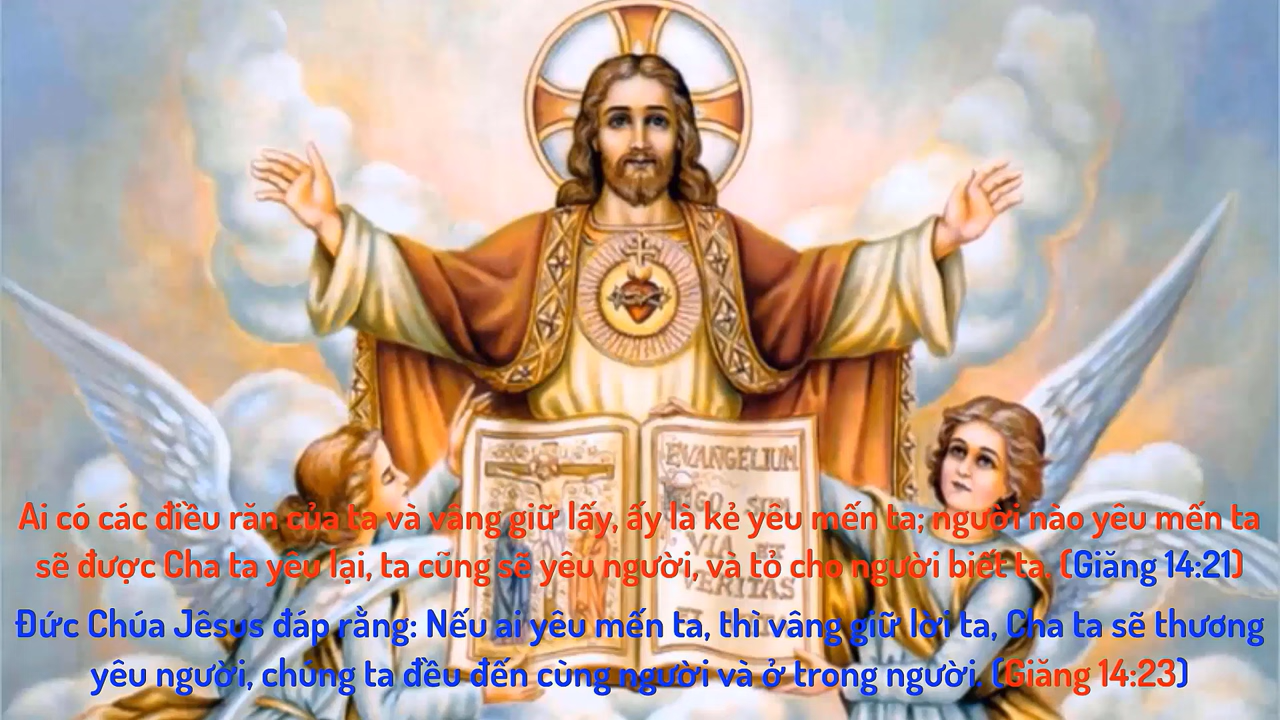 EVANGELIUM
EGO SUM
VIA ET
VERITAS
Ai có các điều răn của ta và vâng giữ lấy, ấy là kẻ yêu mến ta; người nào yêu mến ta
sẽ được Cha ta yêu lại, ta cũng sẽ yêu người, và tỏ cho người biết ta. (Giăng 14:21)
Đức Chúa Jêsus đáp rằng: Nếu ai yêu mến ta, thì vâng giữ lời ta, Cha ta sẽ thương
yêu người, chúng ta đều đến cùng người và ở trong người. (Giăng 14:23)